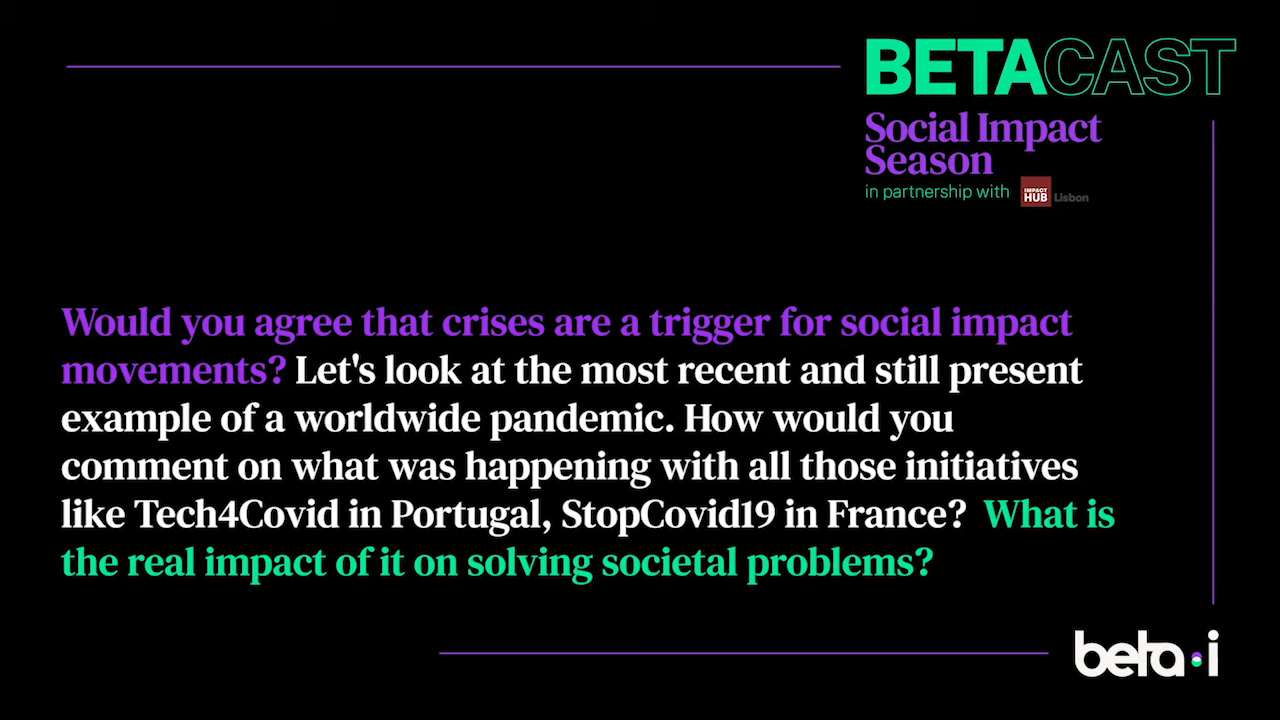 BETACAST
Social Impact
Season
in partnership with IMPACT HUB Lisbon
Would you agree that crises are a trigger for social impact
movements? Let's look at the most recent and still present
example of a worldwide pandemic. How would you
comment on what was happening with all those initiatives
like Tech4Covid in Portugal, StopCovid19 in France? What is
the real impact of it on solving societal problems?
beta-i